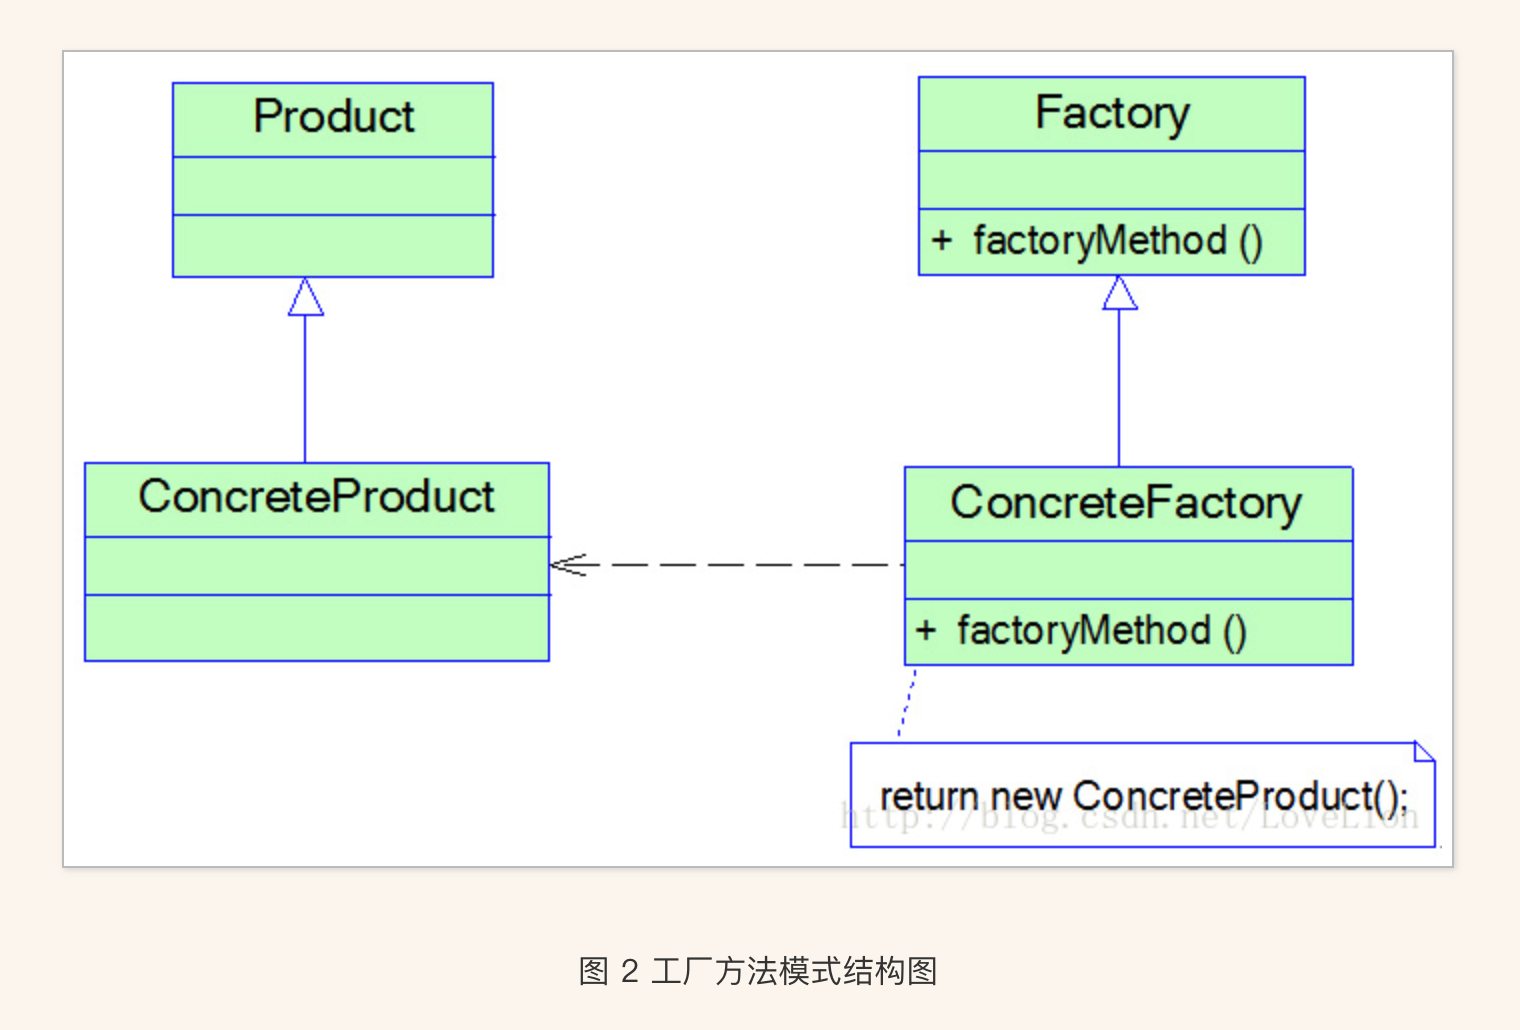 Product
Factory
+ factoryMethod ()
ConcreteProduct
ConcreteFactory
+ factoryMethod ()
return new ConcreteProduct();
http://blog.csdn.net/LoveLion
图 2 工厂方法模式结构图